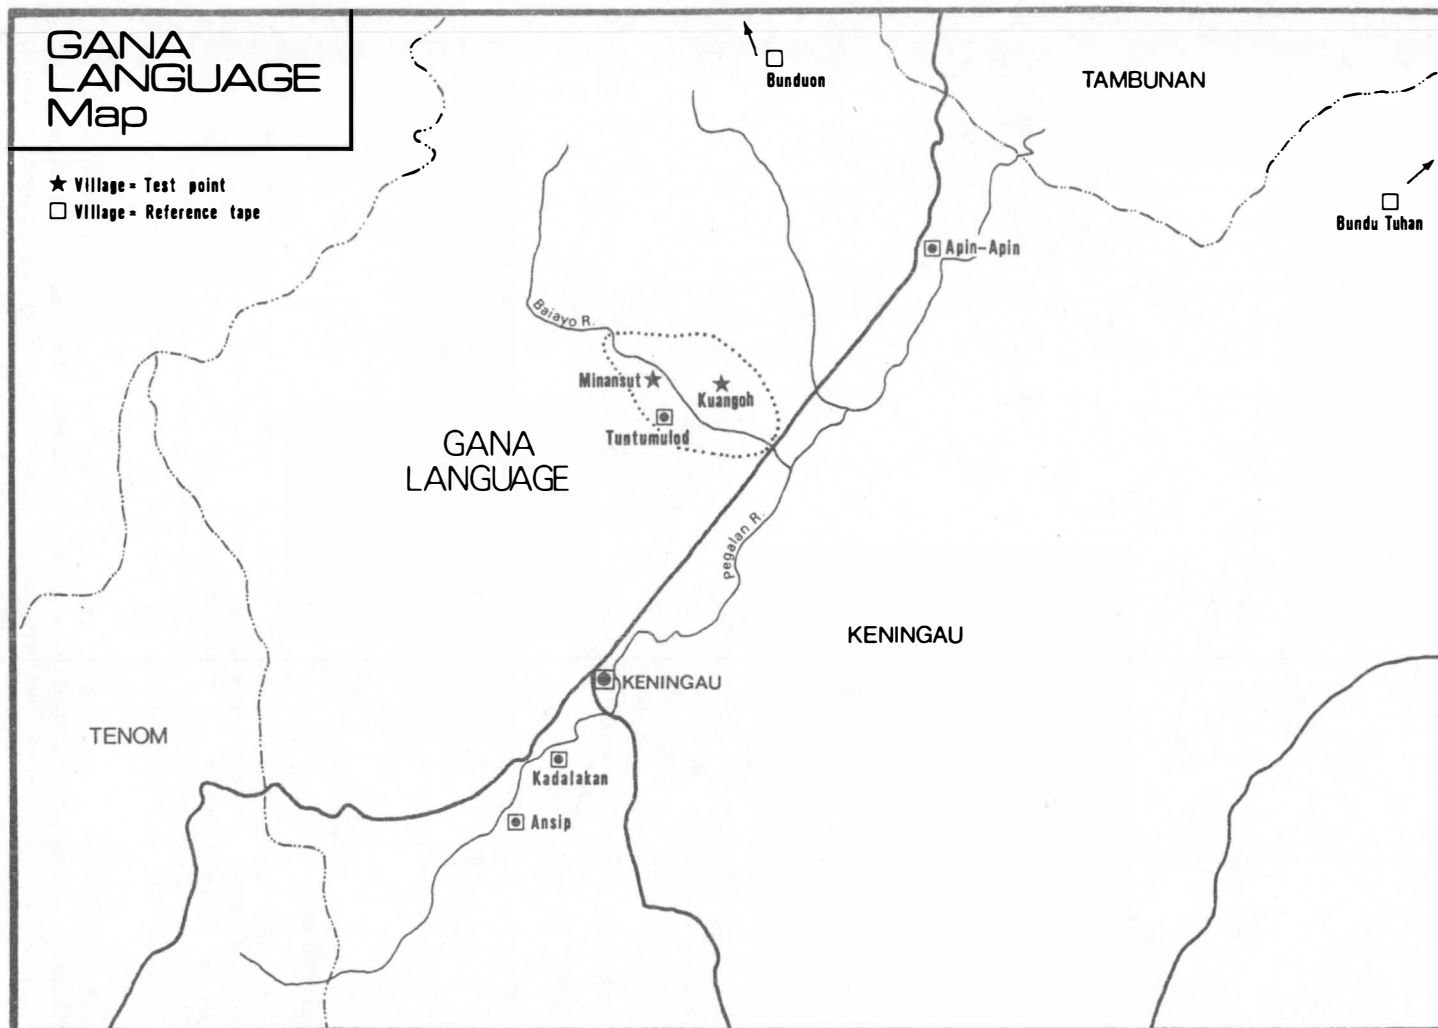 GANA
LANGUAGE
Map
★ Village = Test point
□ Village = Reference tape
Bunduon
TAMBUNAN
Bundu Tuhan
Apin-Apin
Baiayo R.
Minansut
Kuangoh
Tuntumulod
GANA
LANGUAGE
Pegalan R.
KENINGAU
KENINGAU
TENOM
Kadalakan
Ansip